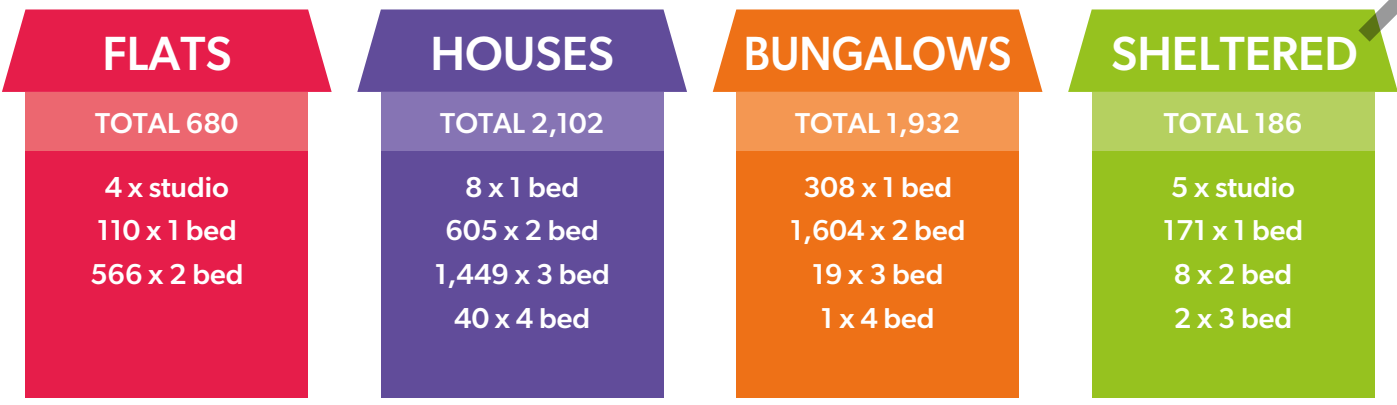 FLATS
TOTAL 680
4 x studio
110 x 1 bed
566 x 2 bed
HOUSES
TOTAL 2,102
8 x 1 bed
605 x 2 bed
1,449 x 3 bed
40 x 4 bed
BUNGALOWS
TOTAL 1,932
308 x 1 bed
1,604 x 2 bed
19 x 3 bed
1 x 4 bed
SHELTERED
TOTAL 186
5 x studio
171 x 1 bed
8 x 2 bed
2 x 3 bed